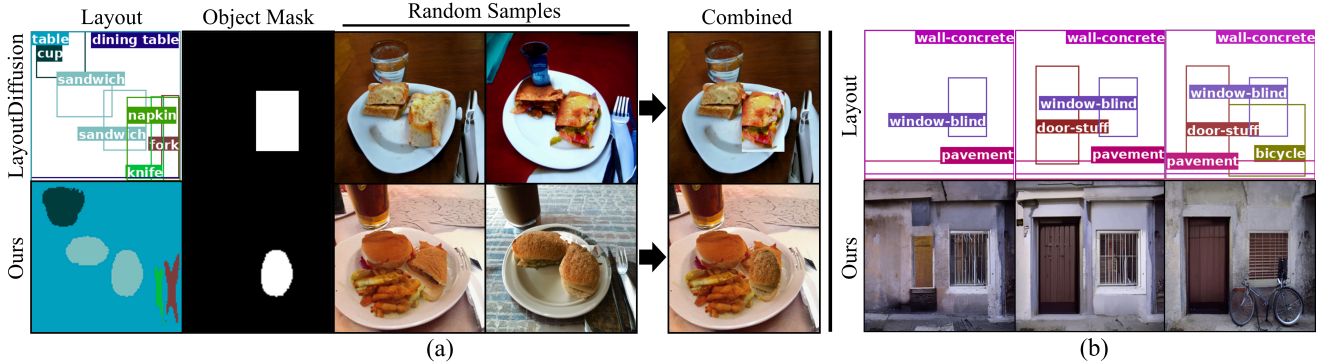 Layout
Object Mask
Random Samples
Combined
LayoutDiffusion
table
dining table
cup
sandwich
napkin
sandwich
fork
knife
Ours
(a)
Layout
wall-concrete
window-blind
pavement
wall-concrete
window-blind
door-stuff
pavement
wall-concrete
window-blind
door-stuff
bicycle
pavement
Ours
(b)